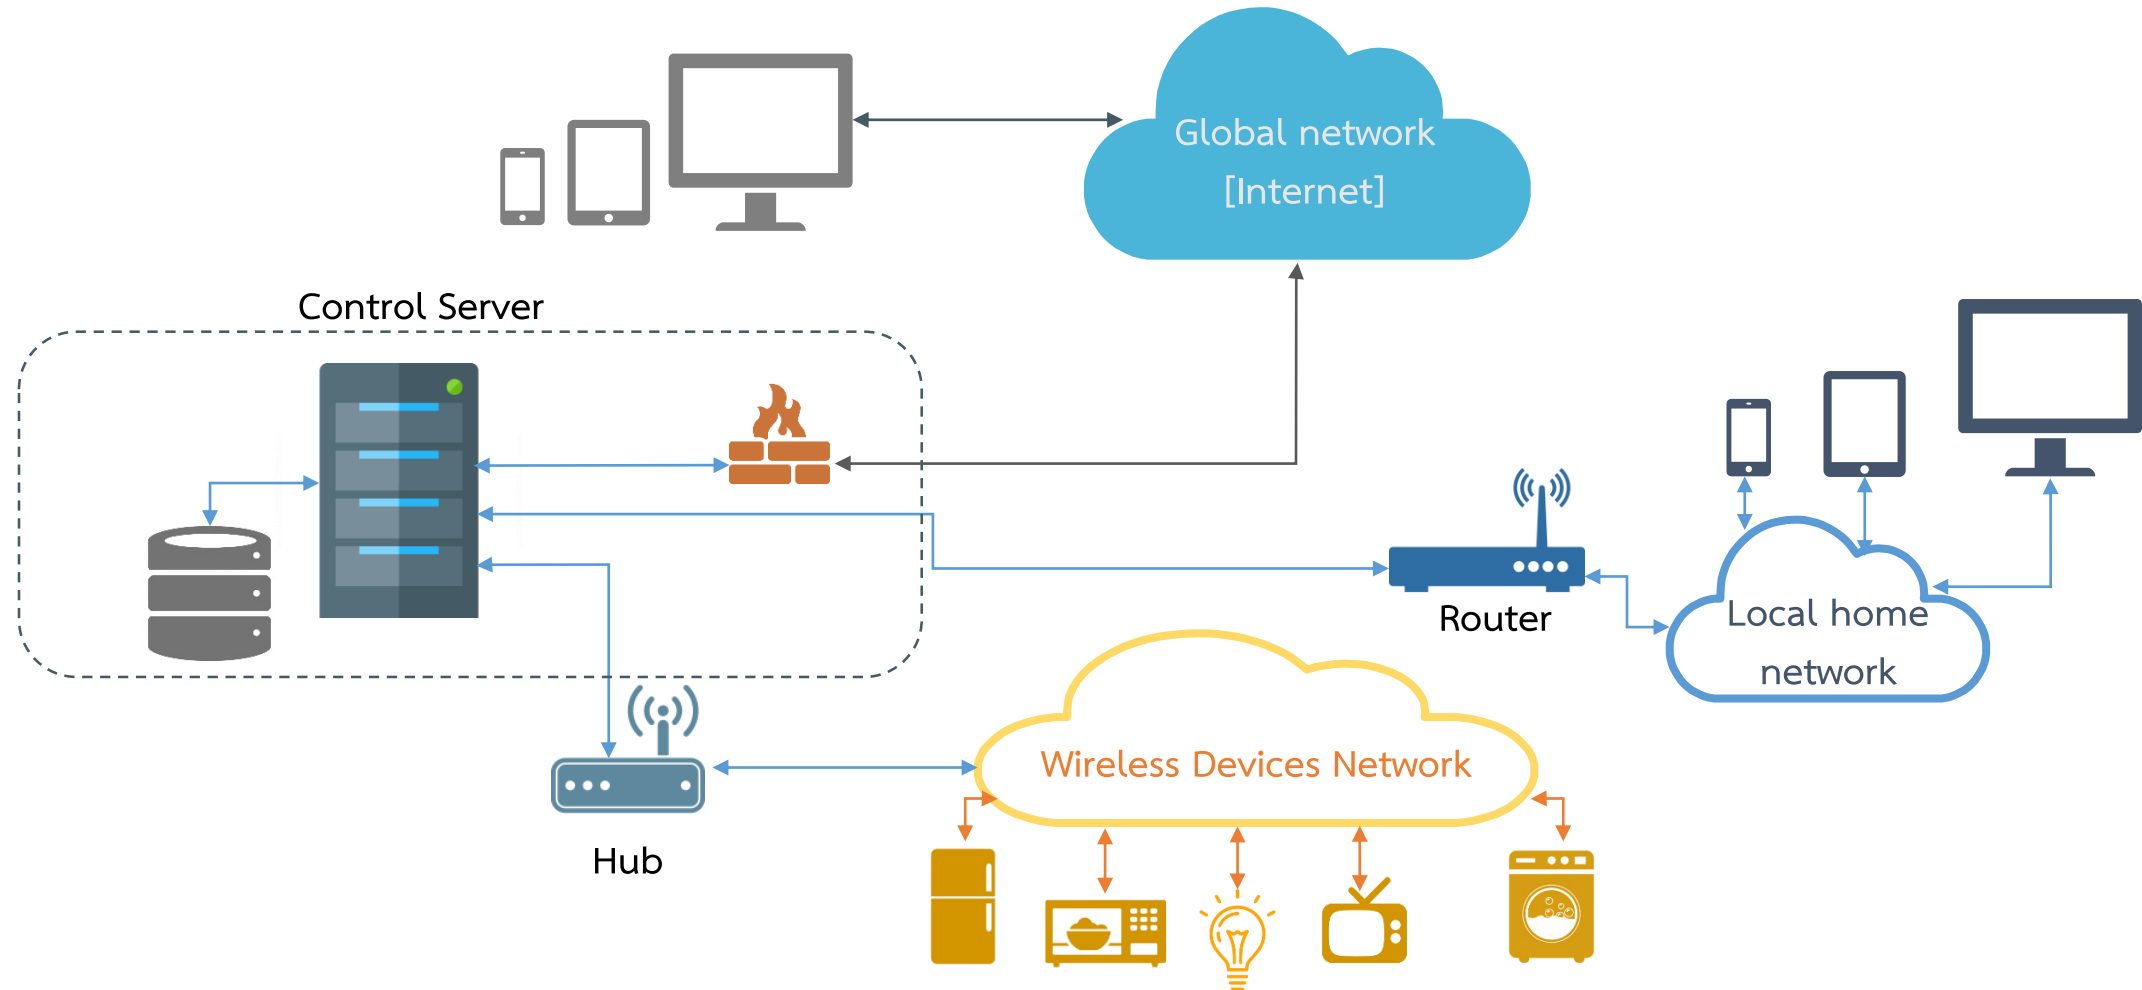 Global network
[Internet]
Control Server
Router
Local home
network
Wireless Devices Network
Hub